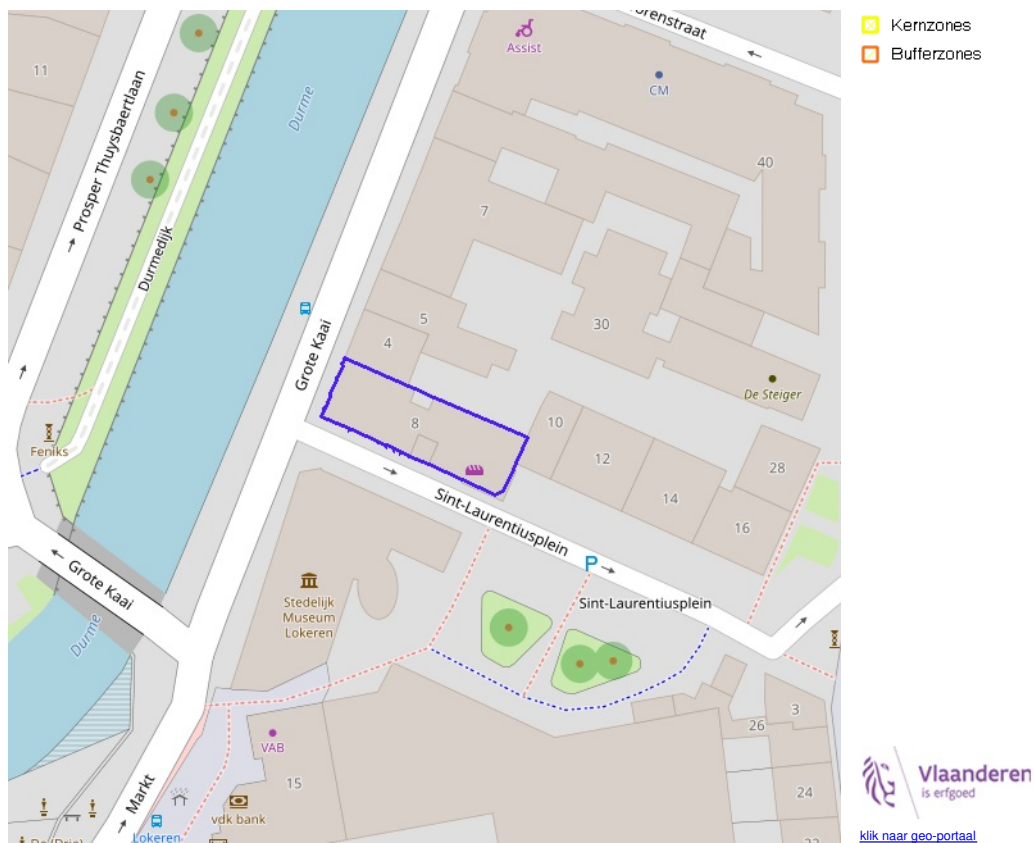 Kernzones
Bufferzones
orenstraat
Assist
CM
11
40
Durme
Prosper Thuysbaertlaan
7
Durmedijk
5
30
4
Grote Kaai
De Steiger
8
10
Feniks
12
28
14
16
Sint-Laurentiusplein
P
Grote Kaai
Sint-Laurentiusplein
Stedelijk
Museum
Lokeren
Durme
3
26
VAB
15
24
Markt
vdk bank
Lokeren
Vlaanderen
is erfgoed
klik naar geo-portaal